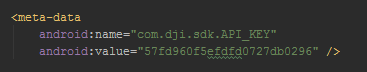 <meta-data
android:name="com.dji.sdk.API_KEY"
android:value="57fd960f5efdfd0727db0296" />